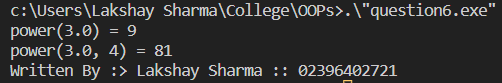 c:\Users\Lakshay Sharma\College\OOPs>.\"question6.exe"
power(3.0) = 9
power(3.0, 4) = 81
Written By :> Lakshay Sharma :: 02396402721